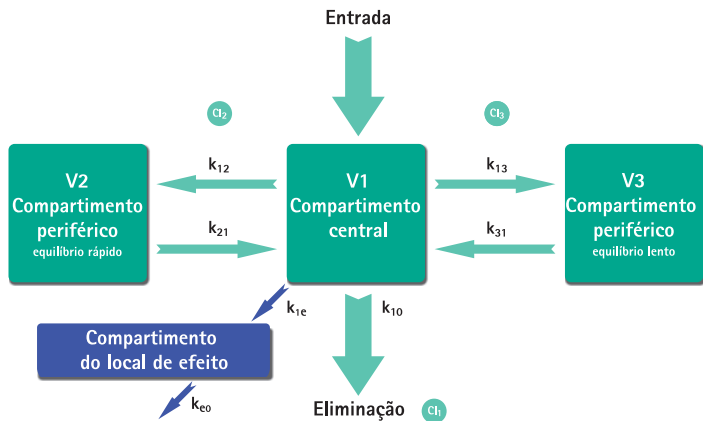 Entrada
Cl₂
Cl₃
V2
Compartimento
periférico
equilíbrio rápido
k₁₂
k₂₁
V1
Compartimento
central
k₁₃
k₃₁
V3
Compartimento
periférico
equilíbrio lento
k₁ₑ
k₁₀
Compartimento
do local de efeito
kₑ₀
Eliminação
Cl₁